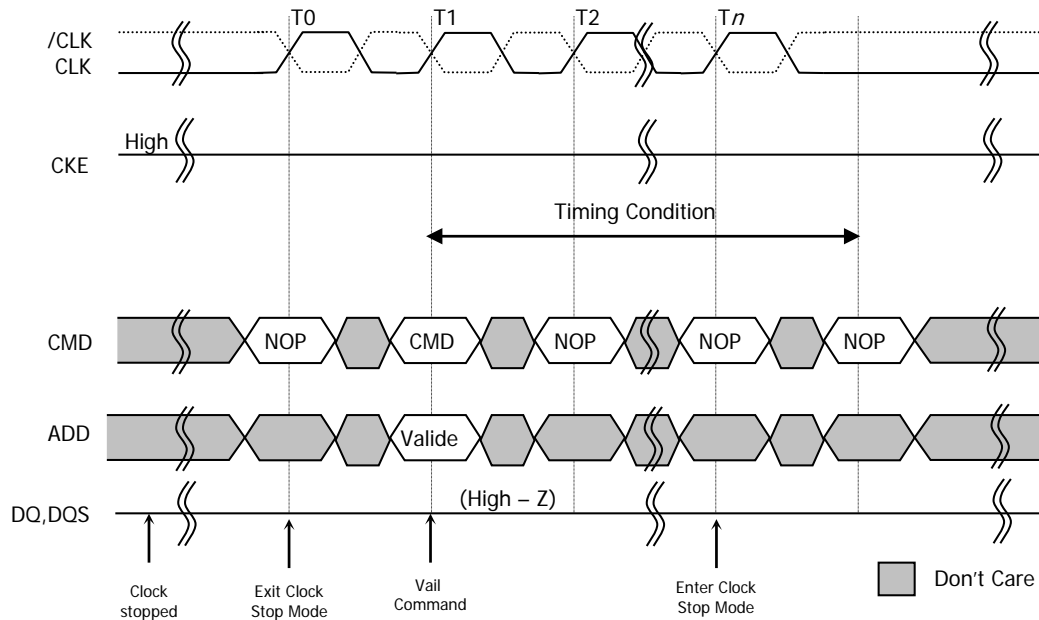 T0 T1 T2 Tn
/CLK
CLK
High
CKE
Timing Condition
CMD NOP CMD NOP NOP NOP
ADD Valide
(High – Z)
DQ,DQS
Clock
stopped
Exit Clock
Stop Mode
Vail
Command
Enter Clock
Stop Mode
Don't Care